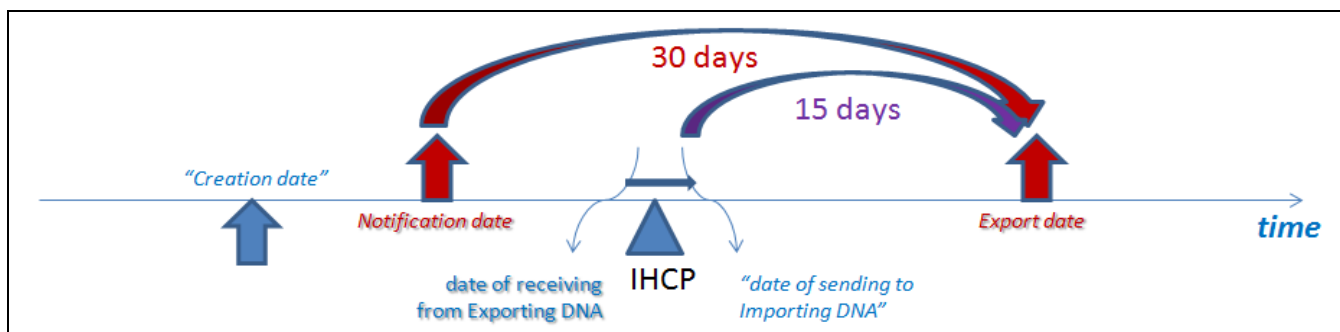 30 days
15 days
“Creation date”
Notification date
Export date
time
IHCP
date of receiving
from Exporting DNA
“date of sending to
Importing DNA”